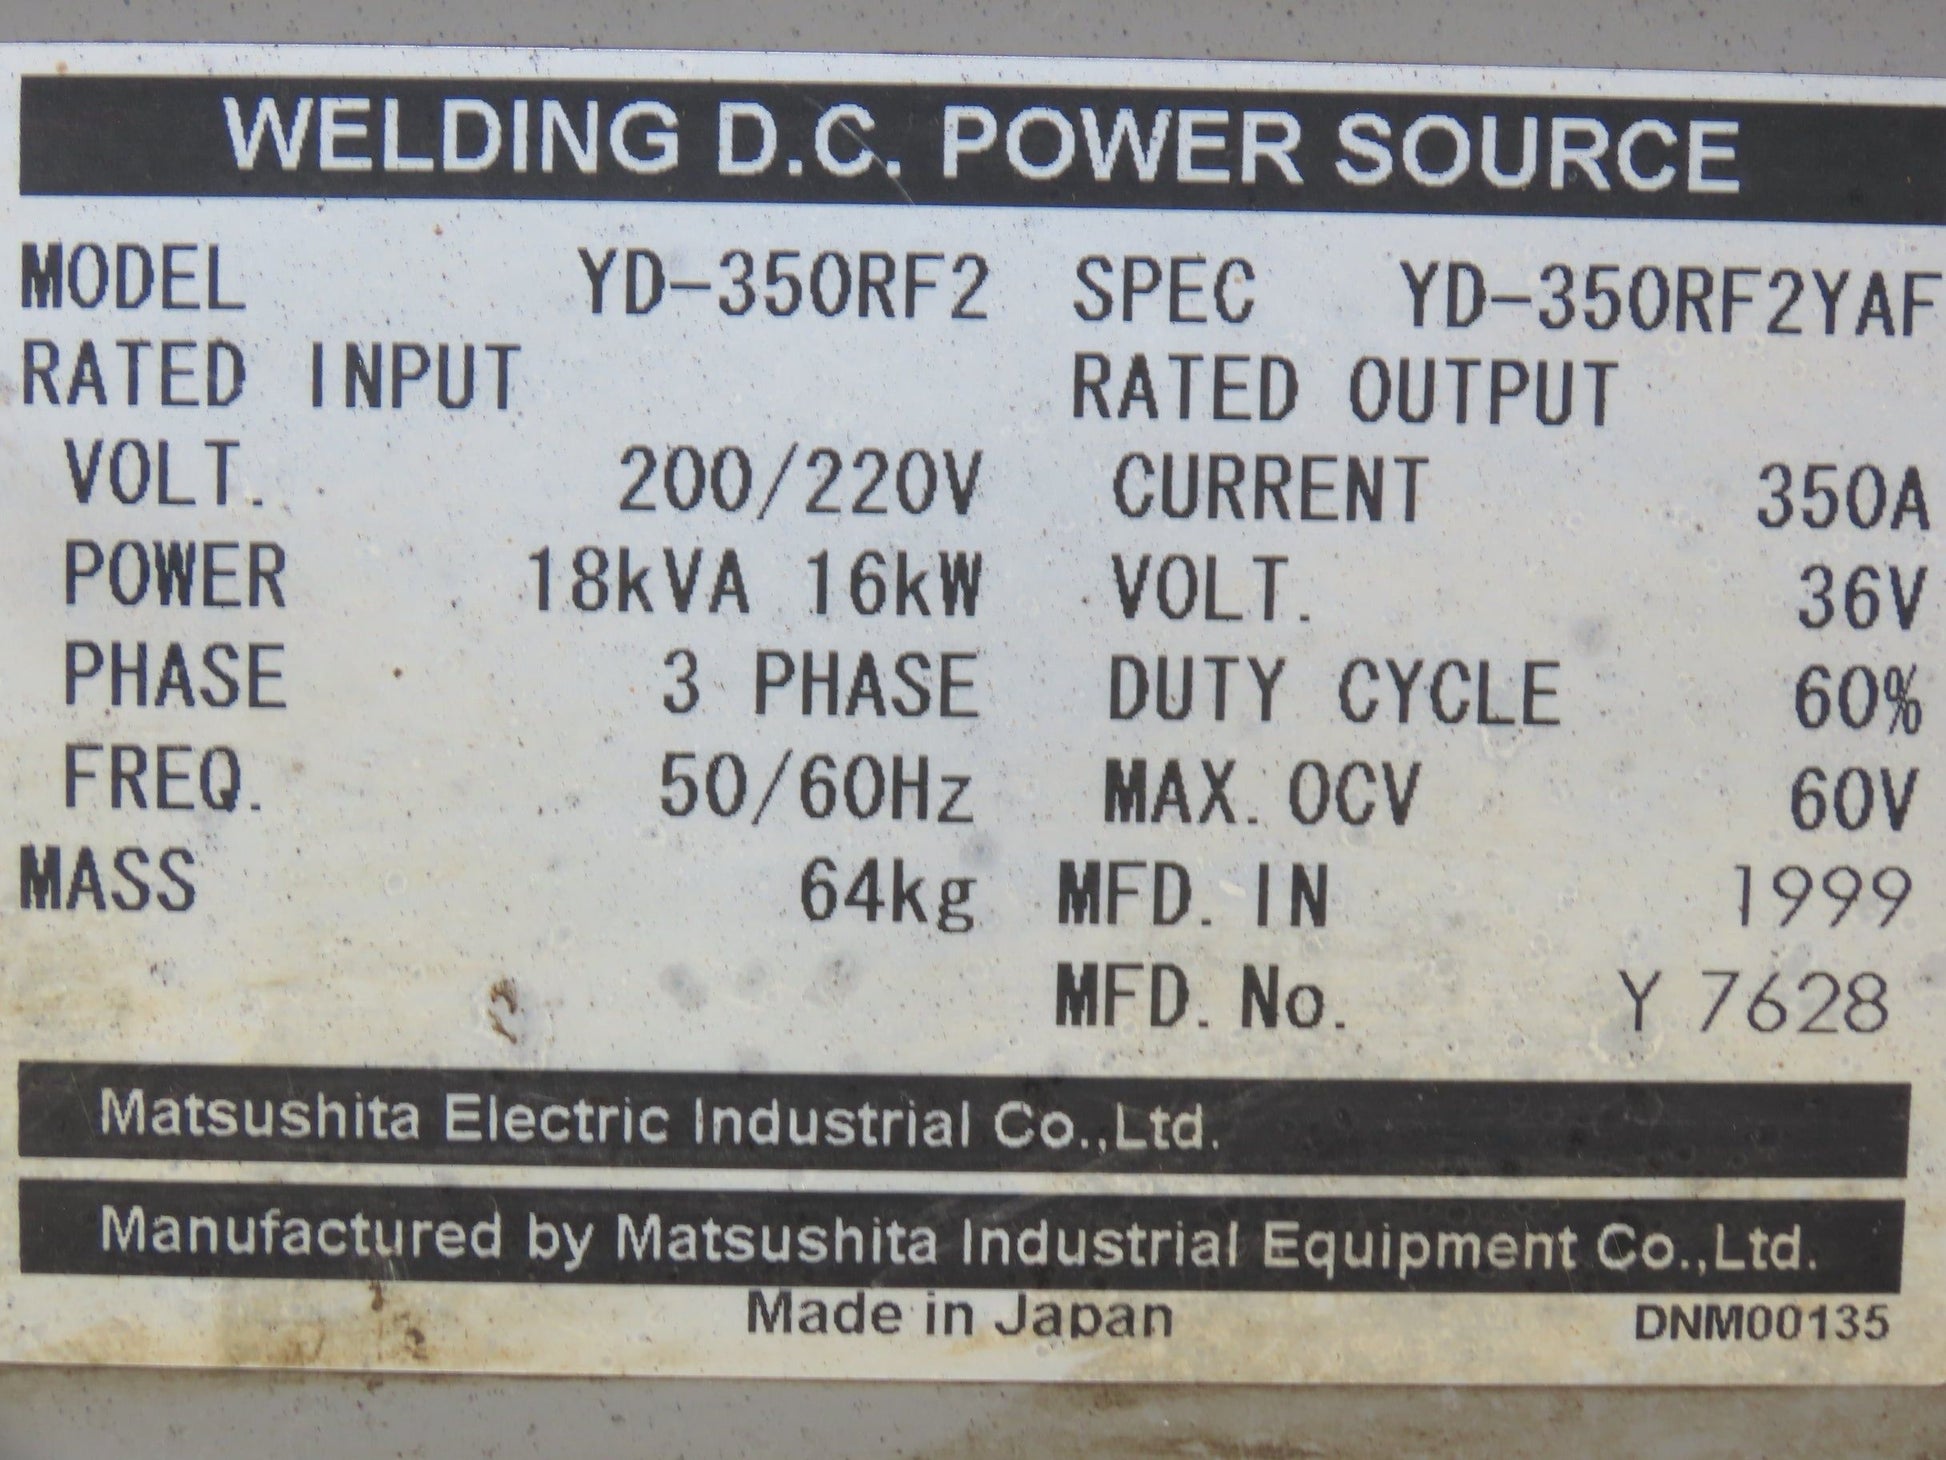 WELDING D.C. POWER SOURCE
MODEL YD-350RF2 SPEC YD-350RF2YAF
RATED INPUT RATED OUTPUT
VOLT. 200/220V CURRENT 350A
POWER 18kVA 16kW VOLT. 36V
PHASE 3 PHASE DUTY CYCLE 60%
FREQ. 50/60Hz MAX. OCV 60V
MASS 64kg MFD. IN 1999
MFD. No. Y 7628
Matsushita Electric Industrial Co.,Ltd.
Manufactured by Matsushita Industrial Equipment Co.,Ltd.
Made in Japan DNM00135